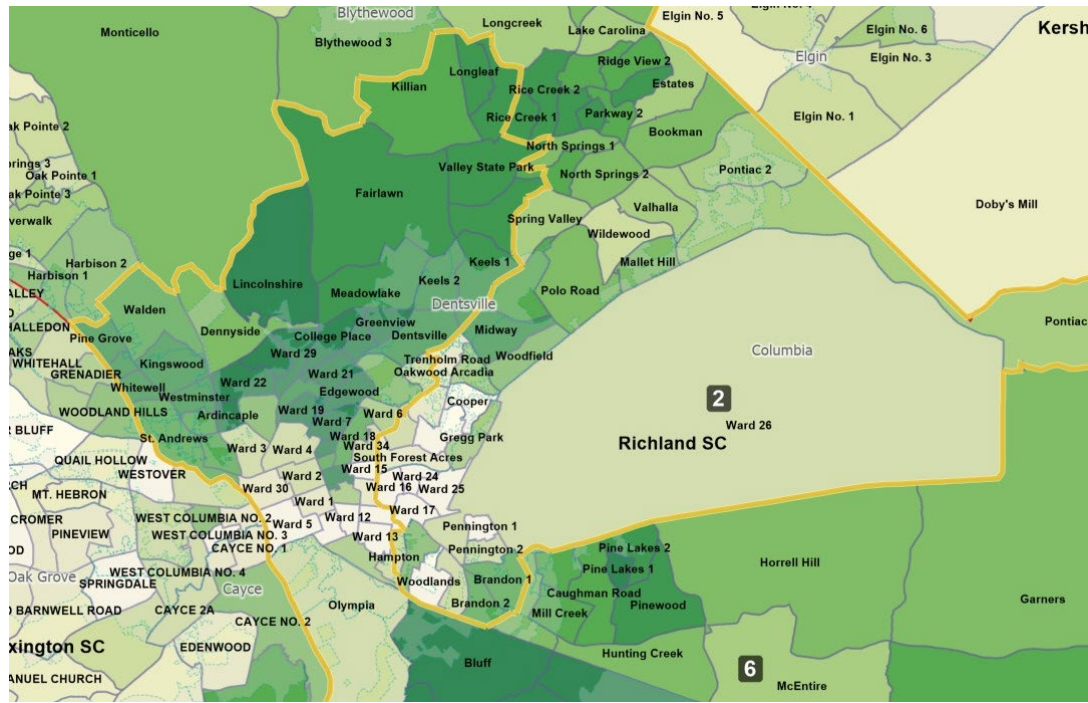 Blythewood
Longcreek
Elgin No. 5
Elgin No. 6
Monticello
Blythewood 3
Lake Carolina
Kersh
Elgin
Elgin No. 3
Longleaf
Ridge View 2
Killian
Rice Creek 2
Estates
Rice Creek 1
Parkway 2
Elgin No. 1
ak Pointe 2
Bookman
North Springs 1
prings 3
Oak Pointe 1
Valley State Park
North Springs 2
Pontiac 2
ak Pointe 3
Fairlawn
Valhalla
Doby's Mill
verwalk
Spring Valley
Wildewood
ge 1
Harbison 2
Keels 1
Mallet Hill
Harbison 1
Lincolnshire
Keels 2
Polo Road
ALLEY
Meadowlake
Dentsville
Walden
HALLEDON
Dennyside
Greenview
Midway
Pontiac
Pine Grove
College Place
Dentsville
AKS
Ward 29
Trenholm Road
Woodfield
Columbia
WHITEHALL
Kingswood
Oakwood Arcadia
GRENADIER
Ward 22
Ward 21
Whitewell
Edgewood
Westminster
Cooper
2
WOODLAND HILLS
Ardincaple
Ward 19
Ward 6
Ward 7
Ward 26
R BLUFF
St. Andrews
Ward 18
Gregg Park
Richland SC
Ward 3
Ward 4
Ward 34
QUAIL HOLLOW
South Forest Acres
WESTOVER
Ward 2
Ward 15
Ward 24
RCH
MT. HEBRON
Ward 30
Ward 16
Ward 25
Ward 1
CROMER
WEST COLUMBIA NO. 2
Ward 5
Ward 12
Ward 17
PINEVIEW
WEST COLUMBIA NO. 3
Pennington 1
OD
CAYCE NO. 1
Ward 13
Pennington 2
Pine Lakes 2
Hampton
Horrell Hill
Oak Grove
WEST COLUMBIA NO. 4
Pine Lakes 1
SPRINGDALE
Cayce
Woodlands
Brandon 1
Caughman Road
Garners
D BARNWELL ROAD
CAYCE 2A
Olympia
Brandon 2
Mill Creek
Pinewood
CAYCE NO. 2
xington SC
EDENWOOD
Bluff
Hunting Creek
6
ANUEL CHURCH
McEntire